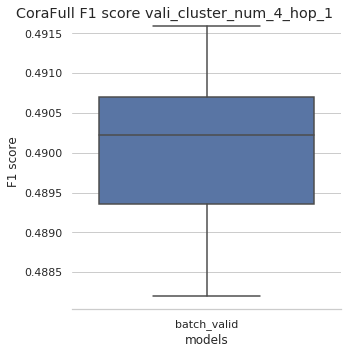 CoraFull F1 score vali_cluster_num_4_hop_1
0.4915
0.4910
0.4905
0.4900
0.4895
0.4890
0.4885
F1 score
batch_valid
models